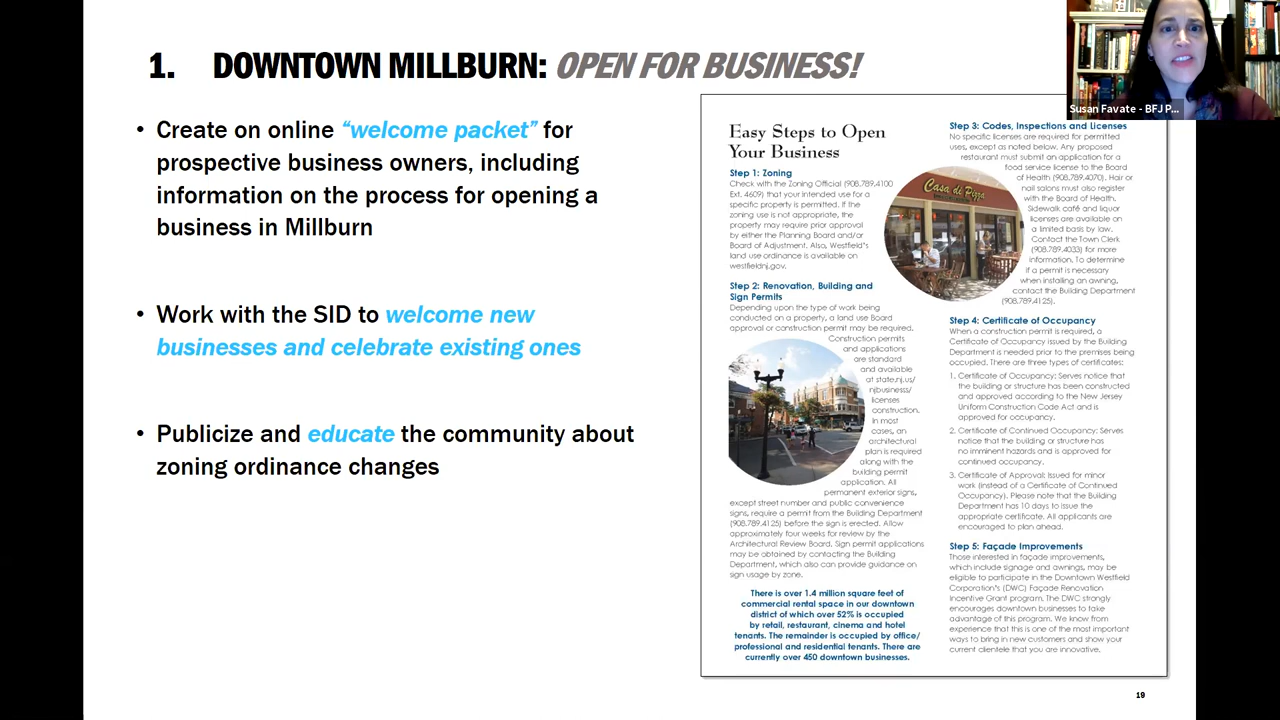 1. DOWNTOWN MILLBURN: OPEN FOR BUSINESS!
• Create on online “welcome packet” for
prospective business owners, including
information on the process for opening a
business in Millburn
• Work with the SID to welcome new
businesses and celebrate existing ones
• Publicize and educate the community about
zoning ordinance changes
Easy Steps to Open
Your Business
Step 1: Zoning
Check with the Zoning Official (908.789.4100
Ext. 4609) that your intended use for a
specific property is permitted. If the
zoning use is not appropriate, the
property may require prior approval
by either the Planning Board and/or
Board of Adjustment. Also, Westfield's
land use ordinance is available on
westfieldnj.gov.
Step 2: Renovation, Building and
Sign Permits
Depending upon the type of work being
conducted on a property, a land use Board
approval or construction permit may be required.
Construction permits
and applications
are standard
and available
at state.nj.us/
njbusinesss/
licenses
construction.
In most
cases, an
architectural
plan is required
along with the
building permit
application. All
permanent exterior signs,
except street number and public convenience
signs, require a permit from the Building Department
(908.789.4125) before the sign is erected. Allow
approximately four weeks for review by the
Architectural Review Board. Sign permit applications
may be obtained by contacting the Building
Department, which also can provide guidance on
sign usage by zone.
There is over 1.4 million square feet of
commercial rental space in our downtown
district of which over 52% is occupied
by retail, restaurant, cinema and hotel
tenants. The remainder is occupied by office/
professional and residential tenants. There are
currently over 450 downtown businesses.
Casa di Pizza
Step 3: Codes, Inspections and Licenses
No specific licenses are required for permitted
uses, except as noted below. Any proposed
restaurant must submit an application for a
food service license to the Board
of Health (908.789.4070). Hair or
nail salons must also register
with the Board of Health.
Sidewalk café and liquor
licenses are available on
a limited basis by law.
Contact the Town Clerk
(908.789.4033) for more
information. To determine
if a permit is necessary
when installing an awning,
contact the Building Department
(908.789.4125).
Step 4: Certificate of Occupancy
When a construction permit is required, a
Certificate of Occupancy issued by the Building
Department is needed prior to the premises being
occupied. There are three types of certificates:
1. Certificate of Occupancy: Serves notice that
the building or structure has been constructed
and approved according to the New Jersey
Uniform Construction Code Act and is
approved for occupancy.
2. Certificate of Continued Occupancy: Serves
notice that the building or structure has
no imminent hazards and is approved for
continued occupancy.
3. Certificate of Approval: Issued for minor
work (instead of a Certificate of Continued
Occupancy). Please note that the Building
Department has 10 days to issue the
appropriate certificate. All applicants are
encouraged to plan ahead.
Step 5: Façade Improvements
Those interested in façade improvements,
which include signage and awnings, may be
eligible to participate in the Downtown Westfield
Corporation's (DWC) Façade Renovation
Incentive Grant program. The DWC strongly
encourages downtown businesses to take
advantage of this program. We know from
experience that this is one of the most important
ways to bring in new customers and show your
current clientele that you are innovative.
Susan Favate - BFJ P...
19